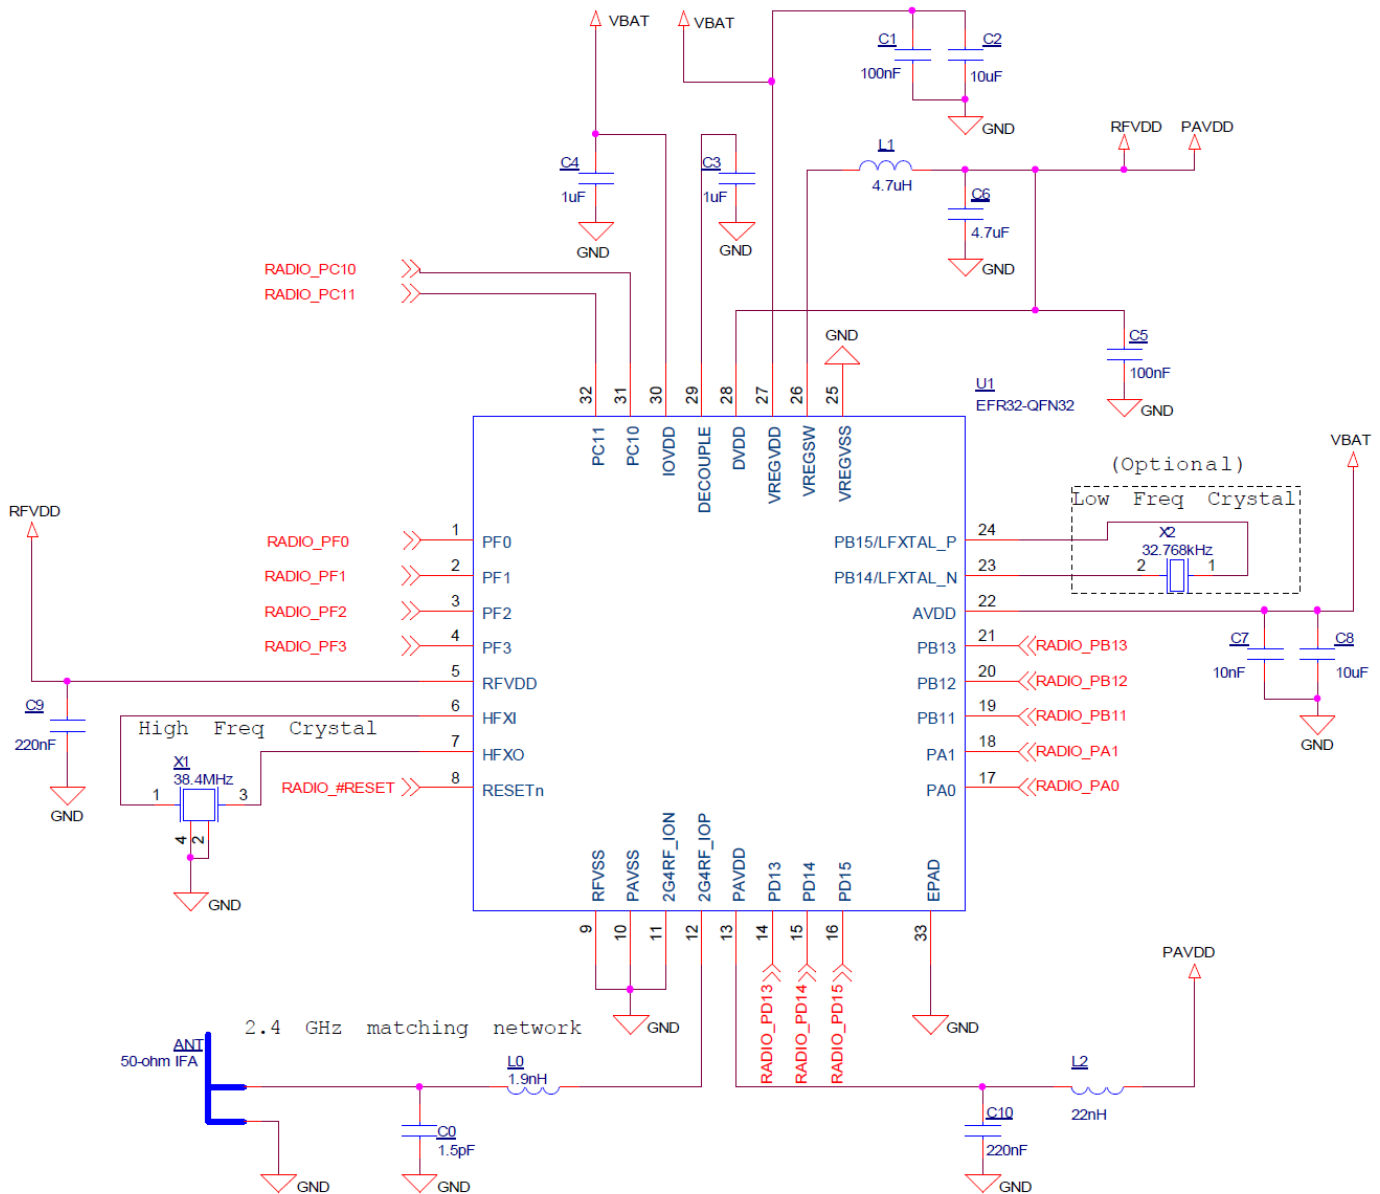 VBAT
VBAT
C1
100nF
C2
10uF
GND
RFVDD
PAVDD
C4
1uF
GND
C3
1uF
GND
L1
4.7uH
C6
4.7uF
GND
RADIO_PC10
RADIO_PC11
GND
C5
100nF
GND
U1
EFR32-QFN32
32
31
30
29
28
27
26
25
PC11
PC10
IOVDD
DECOUPLE
DVDD
VREGVDD
VREGSW
VREGVSS
VBAT
(Optional)
Low Freq Crystal
X2
32.768kHz
2
1
RFVDD
RADIO_PF0
1
PF0
RADIO_PF1
2
PF1
RADIO_PF2
3
PF2
RADIO_PF3
4
PF3
5
RFVDD
6
HFXI
7
HFXO
RADIO_#RESET
8
RESETn
PB15/LFXTAL_P
24
PB14/LFXTAL_N
23
AVDD
22
PB13
21
RADIO_PB13
PB12
20
RADIO_PB12
PB11
19
RADIO_PB11
PA1
18
RADIO_PA1
PA0
17
RADIO_PA0
C7
10nF
C8
10uF
GND
C9
220nF
GND
High Freq Crystal
X1
38.4MHz
1
3
4
2
GND
RFVSS
PAVSS
2G4RF_ION
2G4RF_IOP
PAVDD
PD13
PD14
PD15
EPAD
9
10
11
12
13
14
15
16
33
RADIO_PD13
RADIO_PD14
RADIO_PD15
GND
GND
PAVDD
2.4 GHz matching network
ANT
50-ohm IFA
L0
1.9nH
C0
1.5pF
GND
GND
L2
22nH
C10
220nF
GND